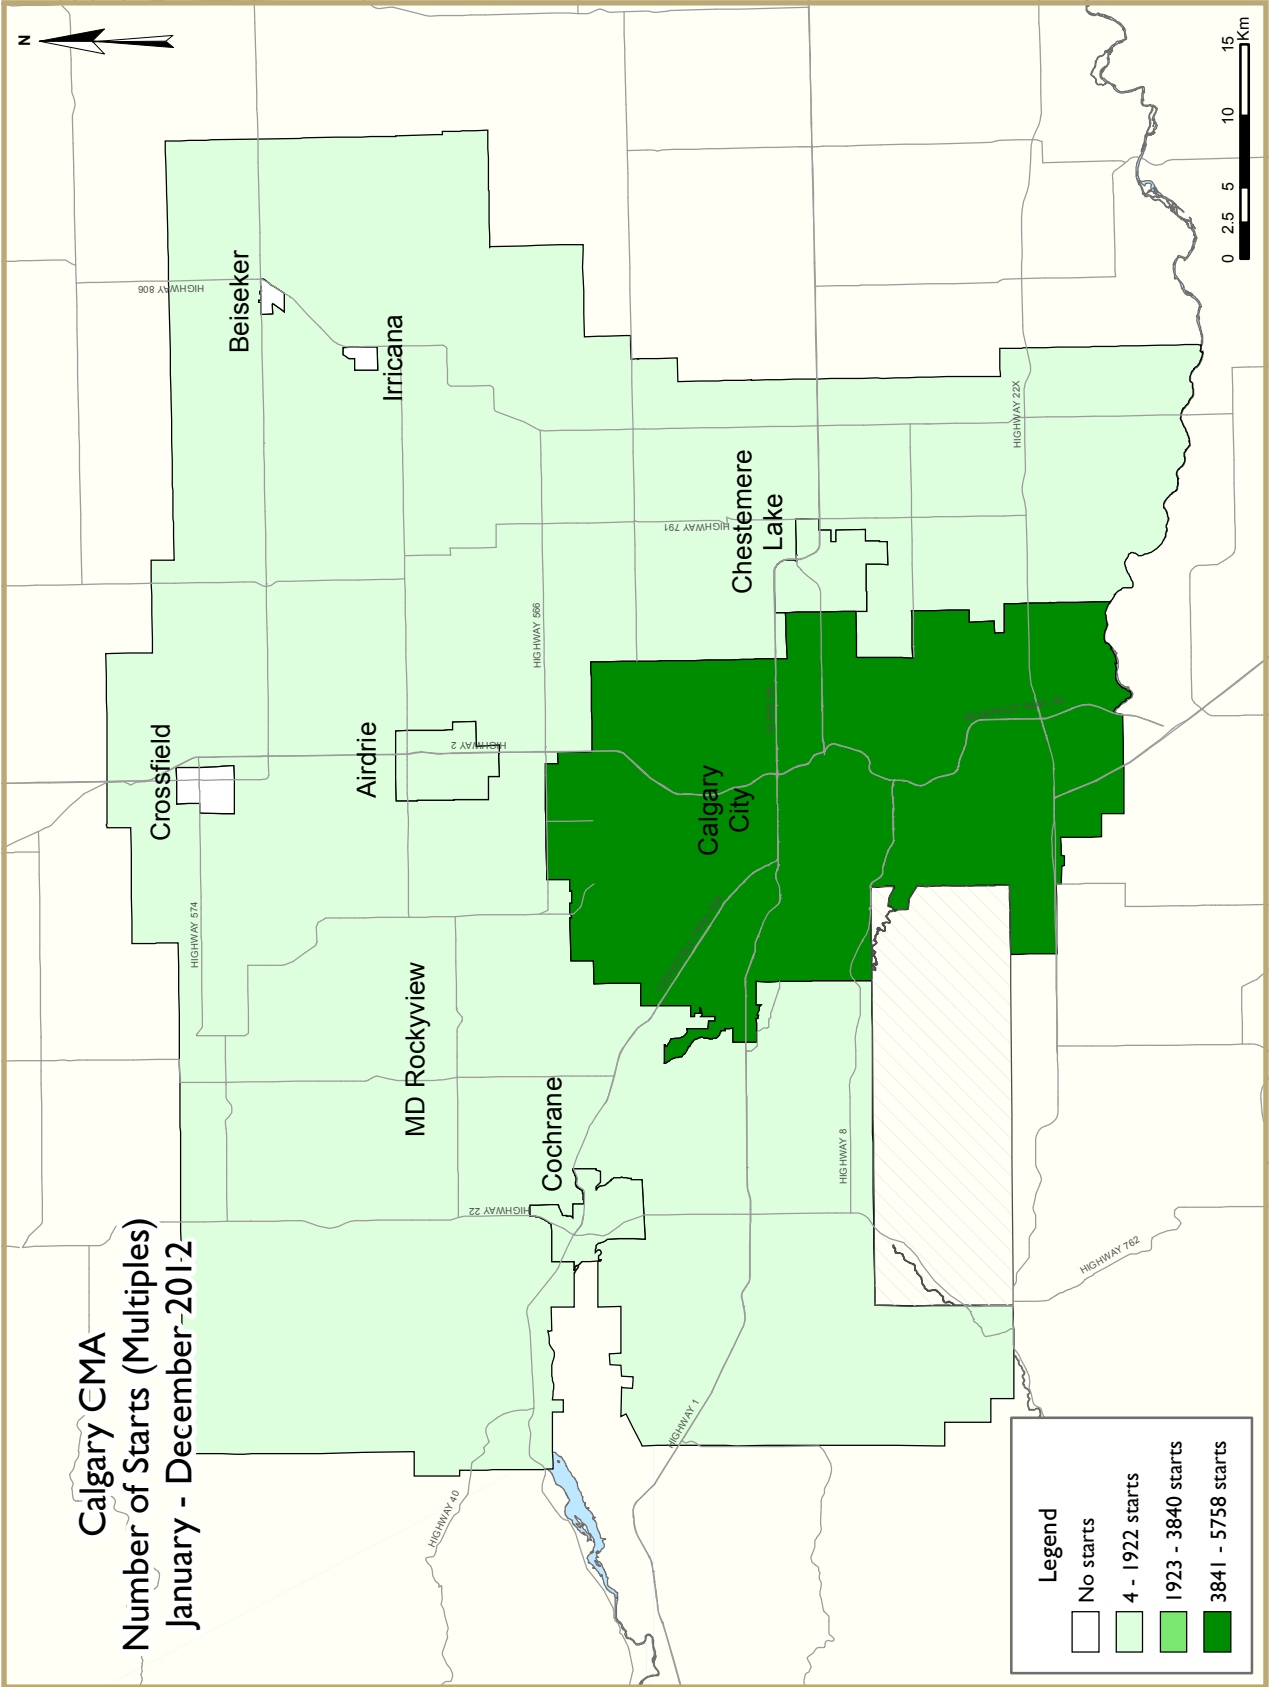 Calgary CMA
Number of Starts (Multiples)
January - December 2012
N
HIGHWAY 806
Beiseker
Irricana
Crossfield
HIGHWAY 574
Airdrie
HIGHWAY 2
HIGHWAY 566
HIGHWAY 791
Chestemere
Lake
HIGHWAY 22X
MD Rockyview
Cochrane
HIGHWAY 22
Calgary
City
HIGHWAY 8
HIGHWAY 1
HIGHWAY 40
HIGHWAY 762
Legend
No starts
4 - 1922 starts
1923 - 3840 starts
3841 - 5758 starts
0 2.5 5 10 15
Km